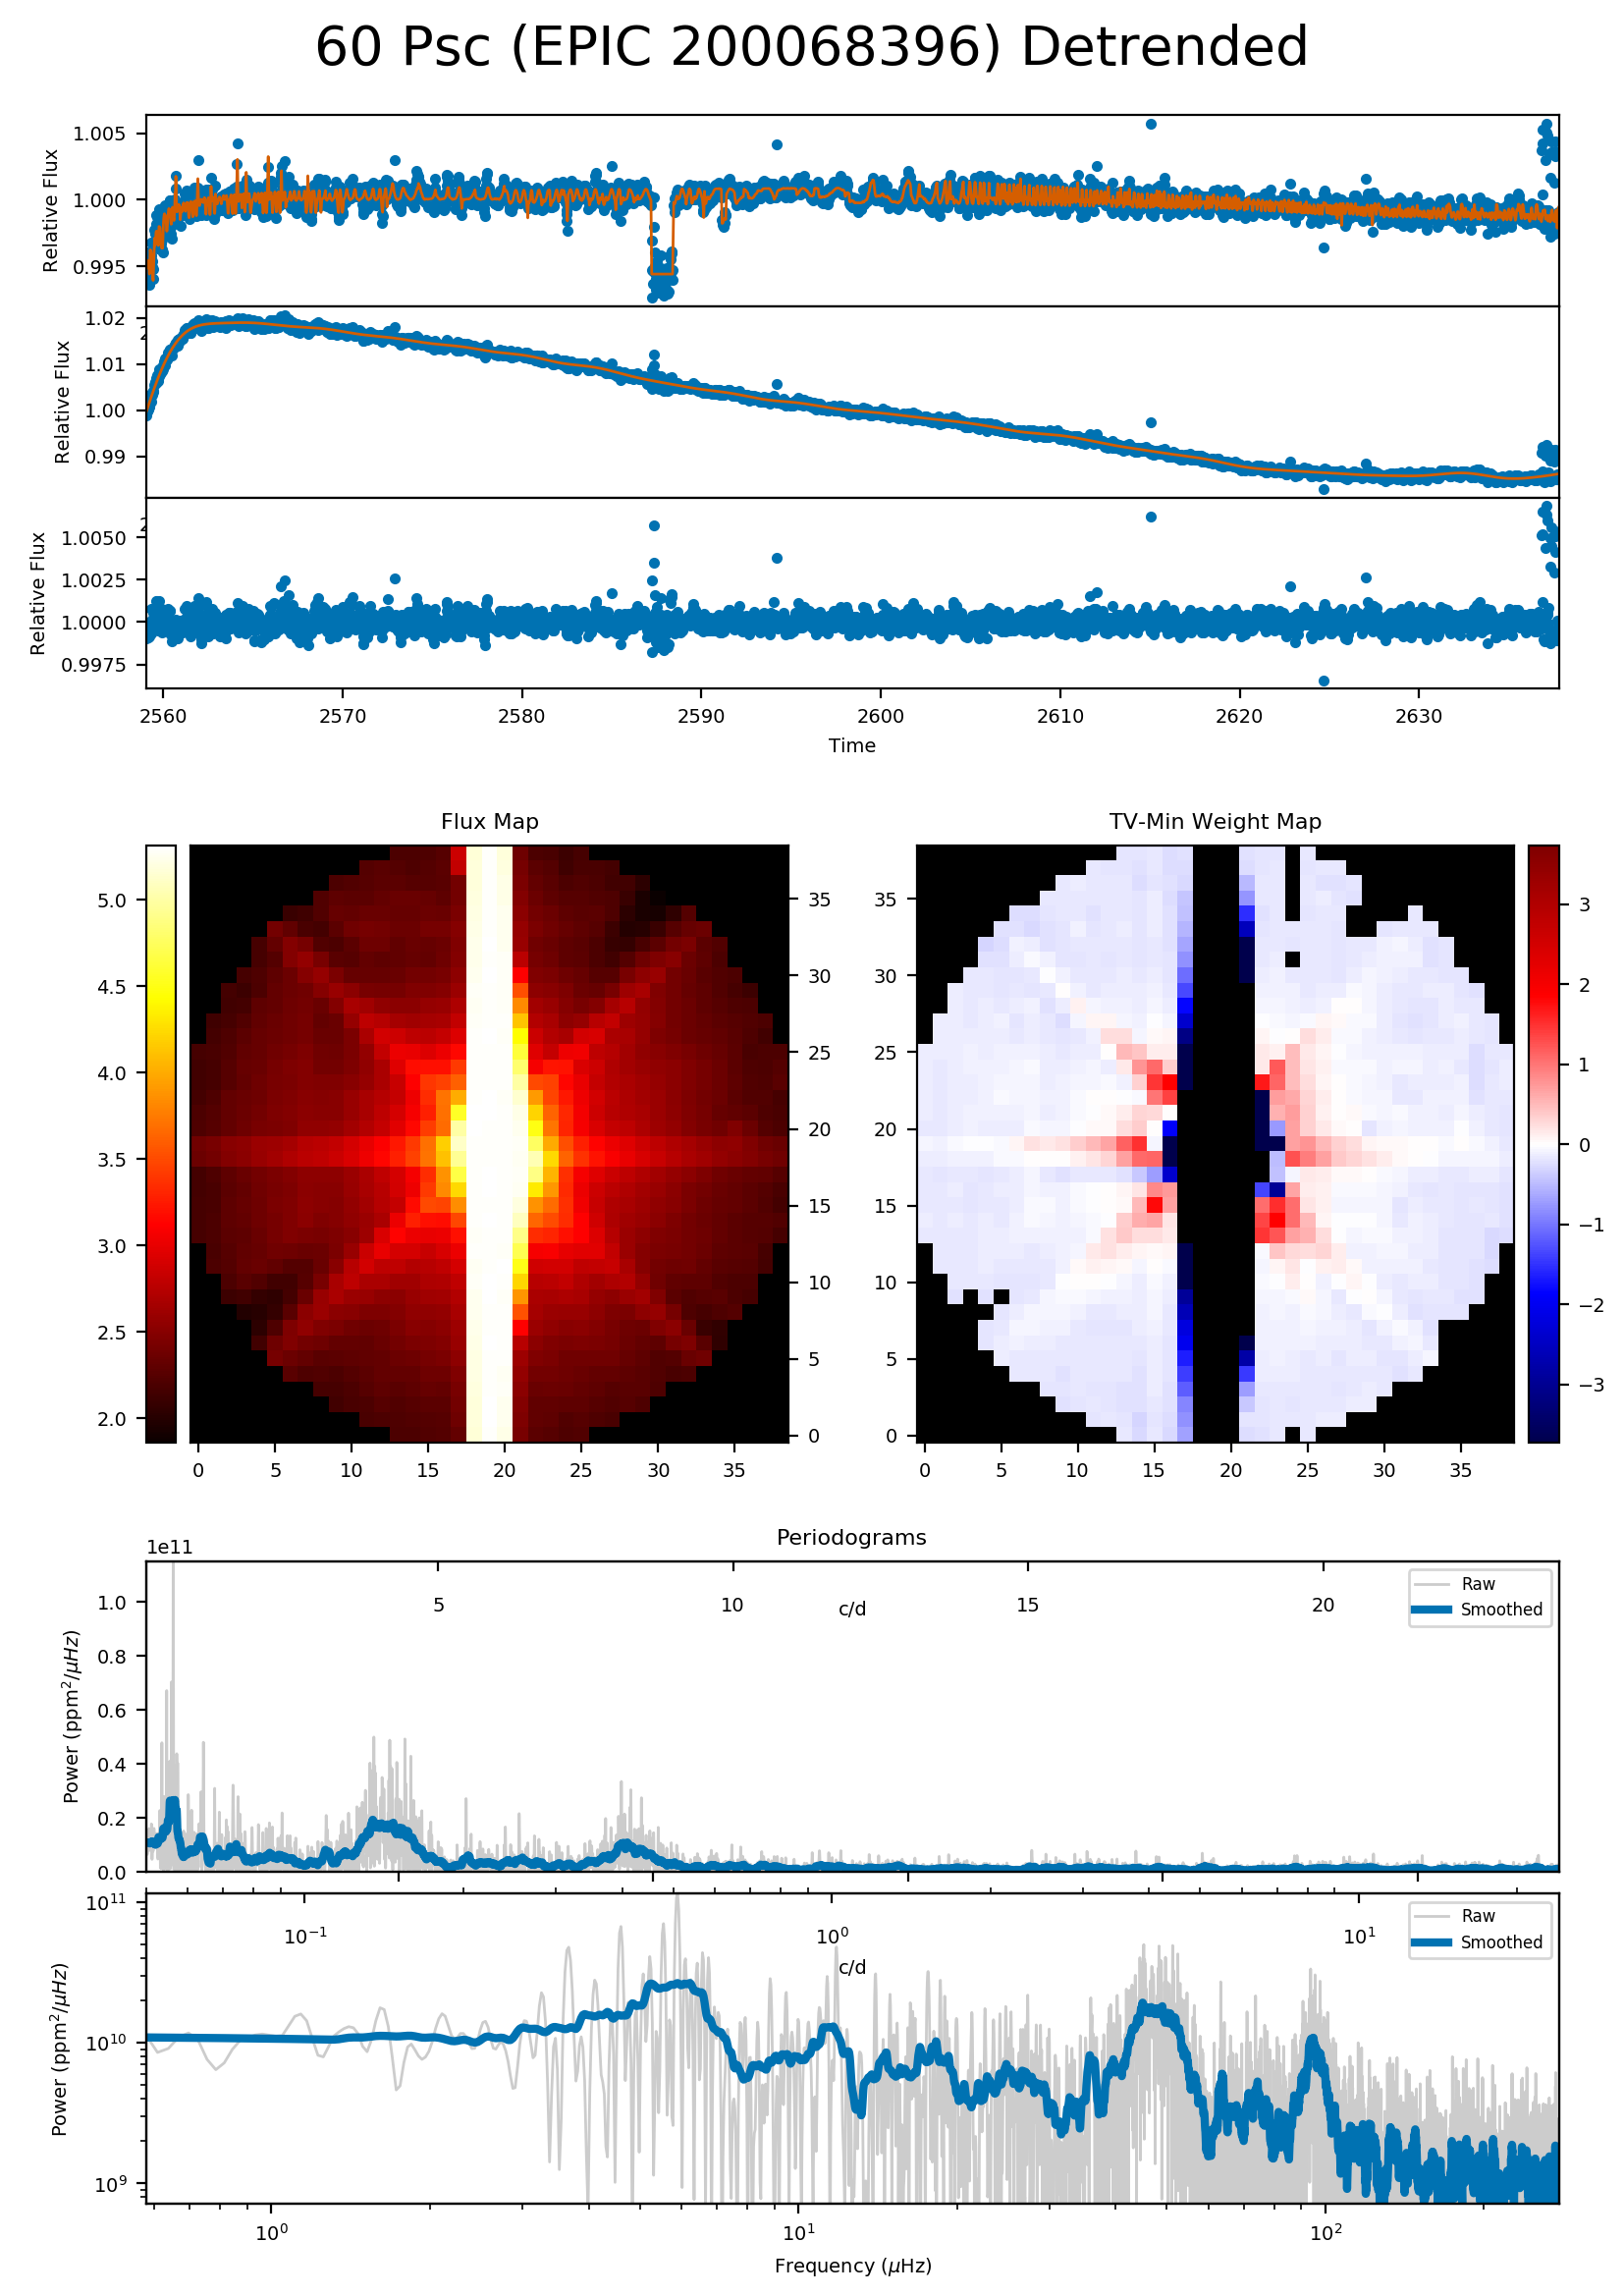 60 Psc (EPIC 200068396) Detrended
1.005
1.000
0.995
Relative Flux
1.02
1.01
1.00
0.99
Relative Flux
1.0050
1.0025
1.0000
0.9975
Relative Flux
2560 2570 2580 2590 2600 2610 2620 2630
Time
Flux Map
5.0
4.5
4.0
3.5
3.0
2.5
2.0
35
30
25
20
15
10
5
0
0 5 10 15 20 25 30 35
TV-Min Weight Map
35
30
25
20
15
10
5
0
0 5 10 15 20 25 30 35
3
2
1
0
−1
−2
−3
Periodograms
1e11
1.0
0.8
0.6
0.4
0.2
0.0
Power (ppm²/μHz)
5 10 15 20
c/d
Raw
Smoothed
10¹¹
10¹⁰
10⁹
Power (ppm²/μHz)
10⁻¹ 10⁰ 10¹
c/d
Raw
Smoothed
10⁰ 10¹ 10²
Frequency (μHz)